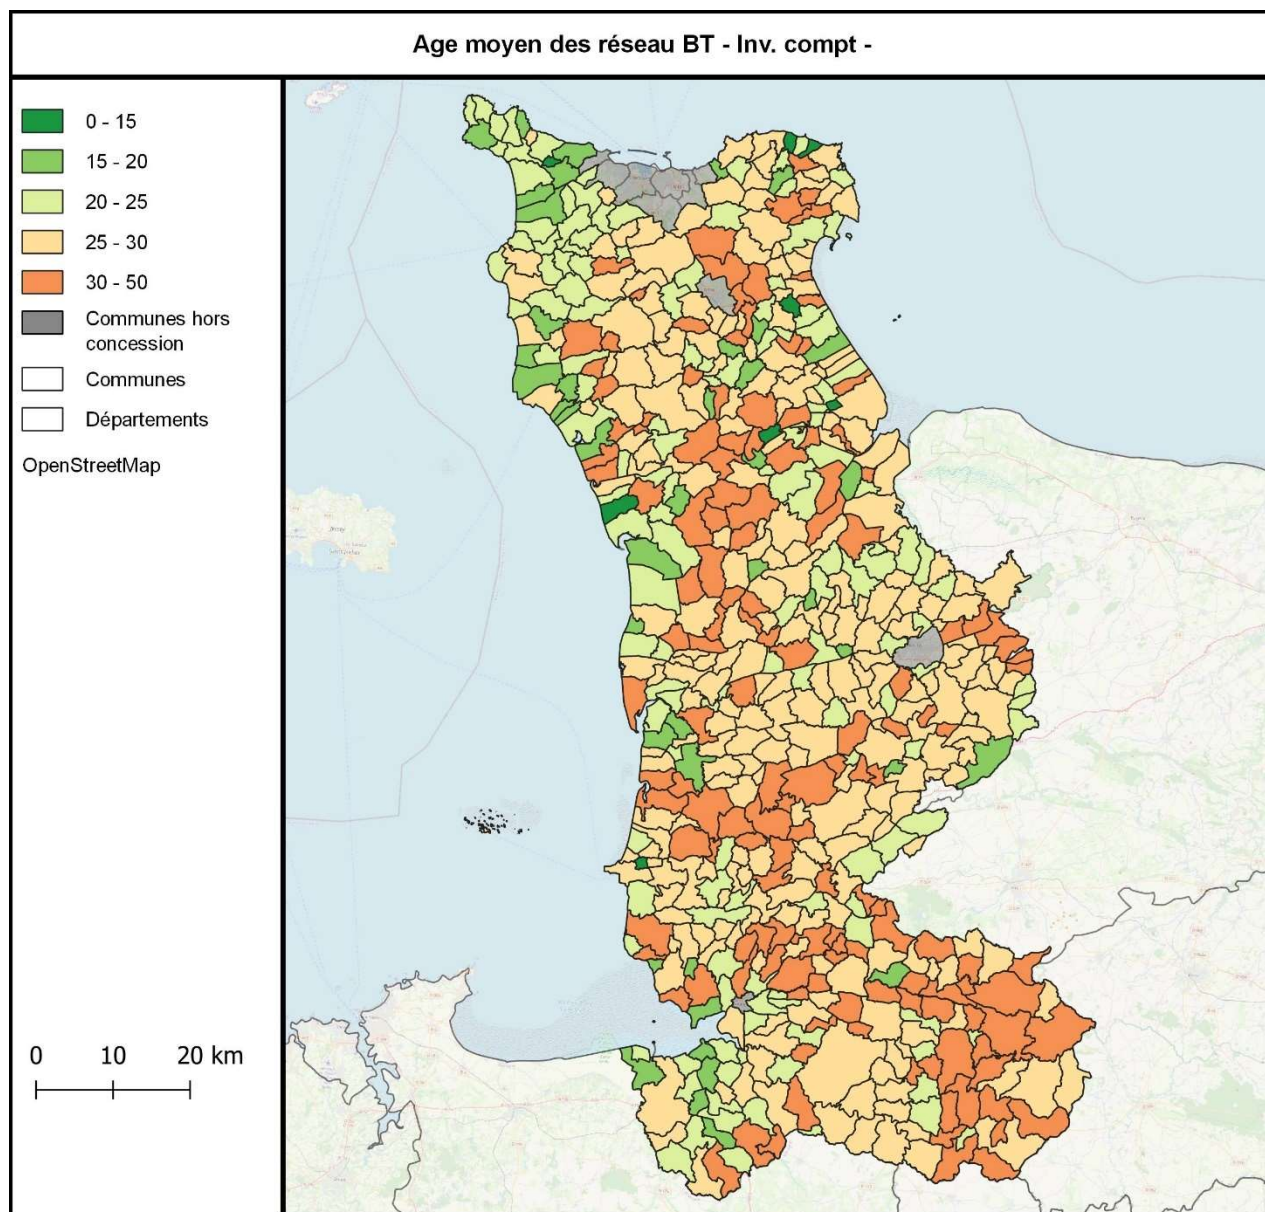 Age moyen des réseau BT - Inv. compt -
0 - 15
15 - 20
20 - 25
25 - 30
30 - 50
Communes hors
concession
Communes
Départements
OpenStreetMap
0 10 20 km